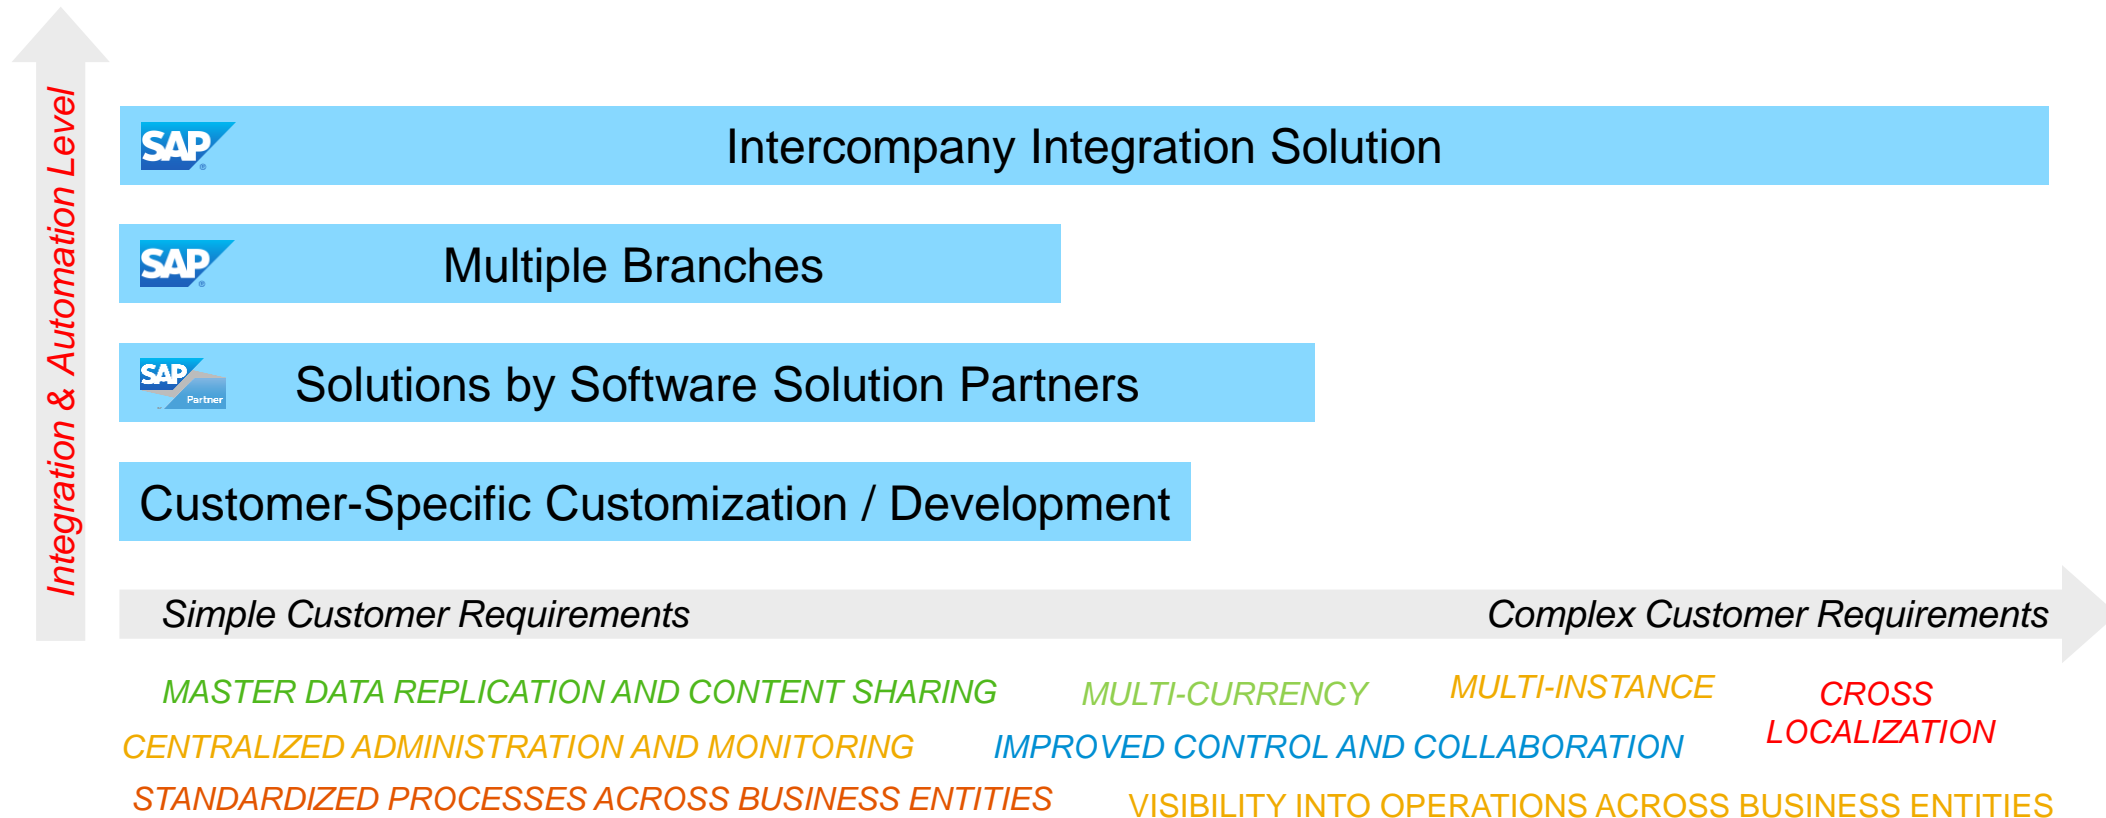 Integration & Automation Level
SAP ®
Intercompany Integration Solution
SAP ®
Multiple Branches
SAP
Partner
Solutions by Software Solution Partners
Customer-Specific Customization / Development
Simple Customer Requirements
Complex Customer Requirements
MASTER DATA REPLICATION AND CONTENT SHARING
MULTI-CURRENCY
MULTI-INSTANCE
CROSS
LOCALIZATION
CENTRALIZED ADMINISTRATION AND MONITORING
IMPROVED CONTROL AND COLLABORATION
STANDARDIZED PROCESSES ACROSS BUSINESS ENTITIES
VISIBILITY INTO OPERATIONS ACROSS BUSINESS ENTITIES